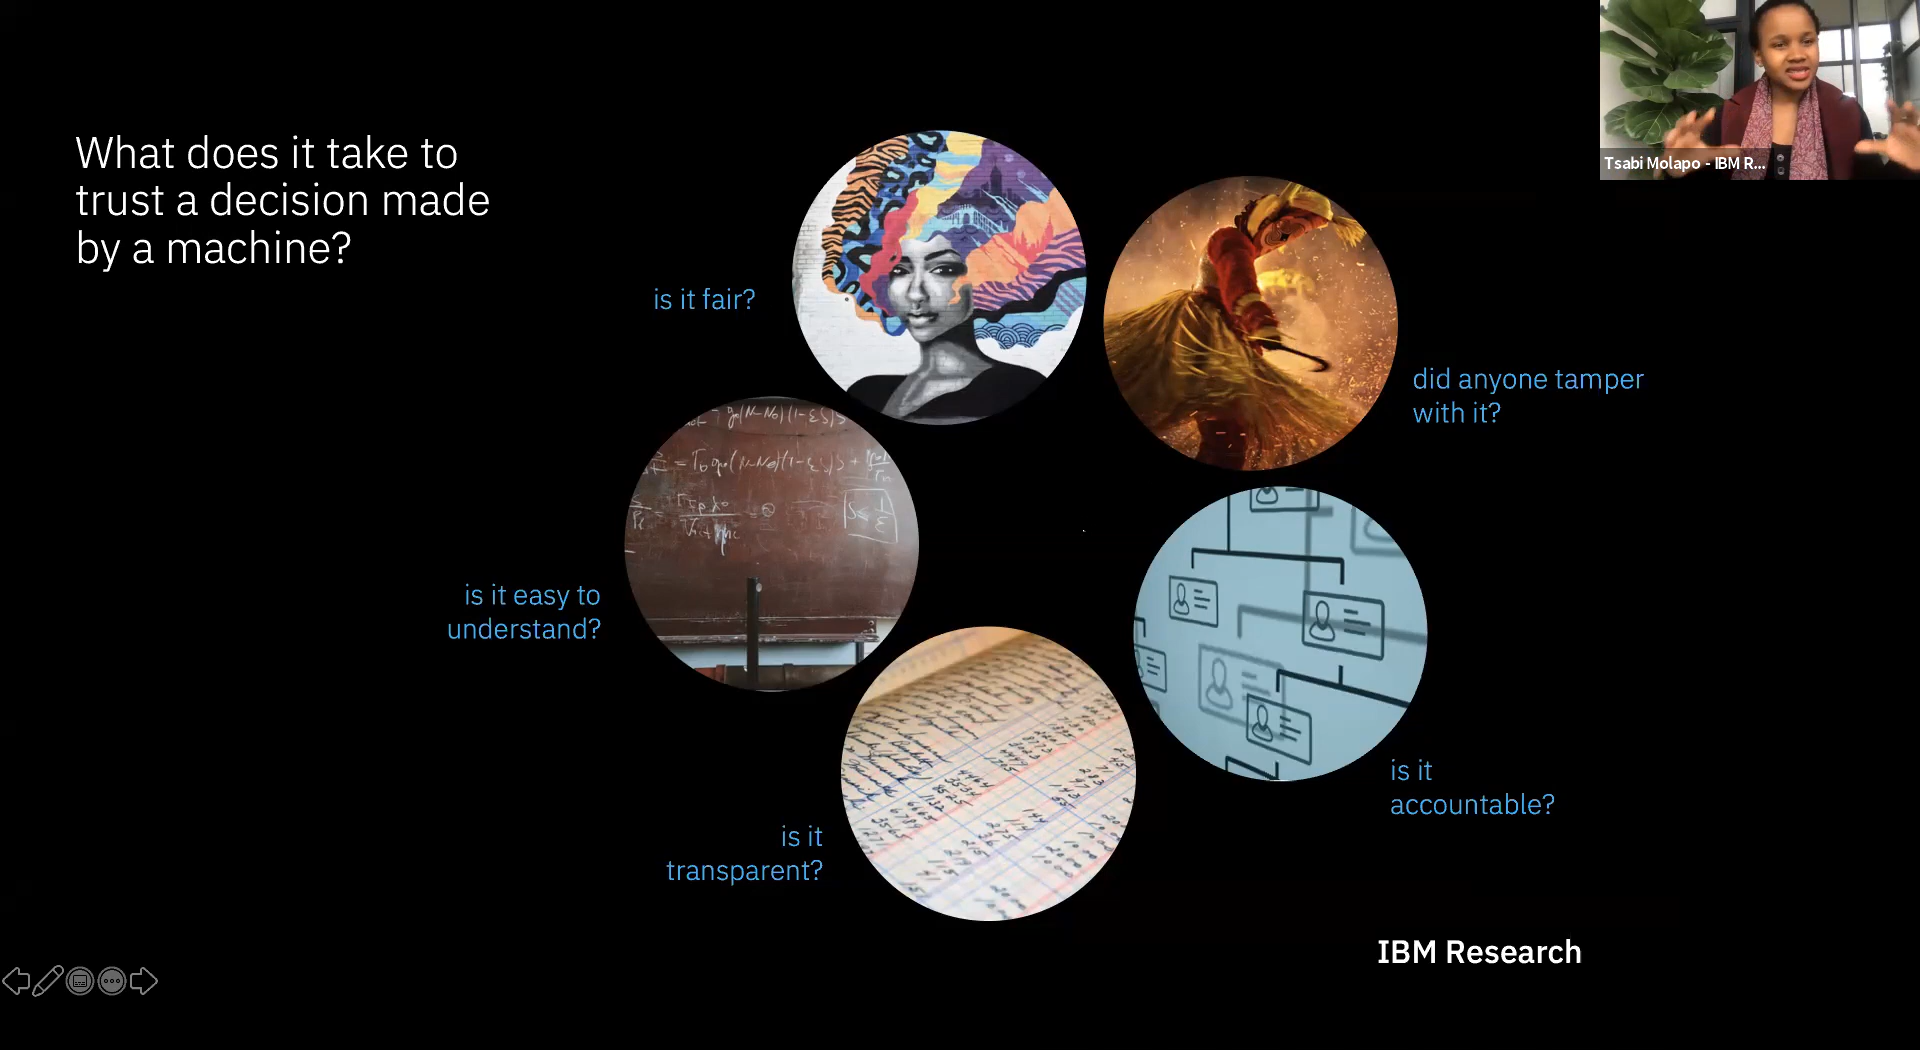 What does it take to
trust a decision made
by a machine?
Tsabi Molapo - IBM R...
is it fair?
did anyone tamper
with it?
is it easy to
understand?
is it
accountable?
is it
transparent?
IBM Research